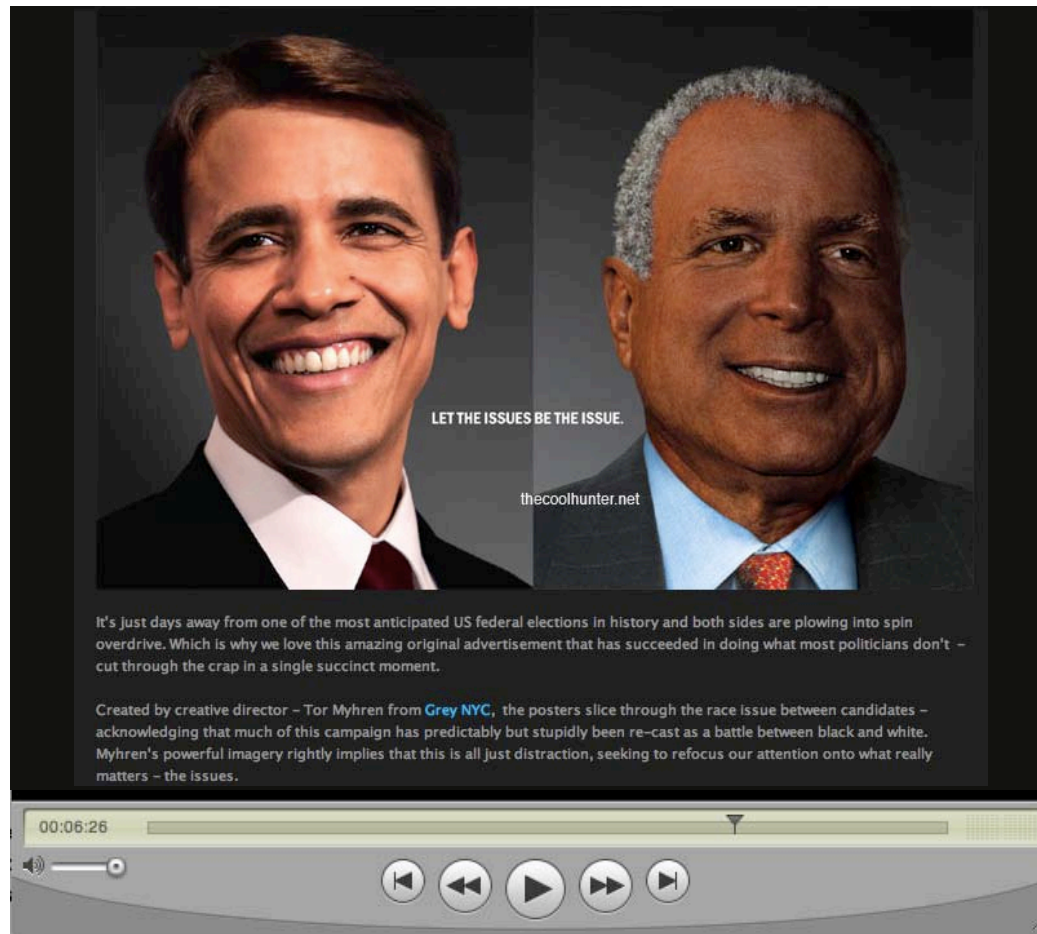 LET THE ISSUES BE THE ISSUE.
thecoolhunter.net
It's just days away from one of the most anticipated US federal elections in history and both sides are plowing into spin
overdrive. Which is why we love this amazing original advertisement that has succeeded in doing what most politicians don't –
cut through the crap in a single succinct moment.
Created by creative director – Tor Myhren from Grey NYC, the posters slice through the race issue between candidates –
acknowledging that much of this campaign has predictably but stupidly been re-cast as a battle between black and white.
Myhren's powerful imagery rightly implies that this is all just distraction, seeking to refocus our attention onto what really
matters – the issues.
00:06:26